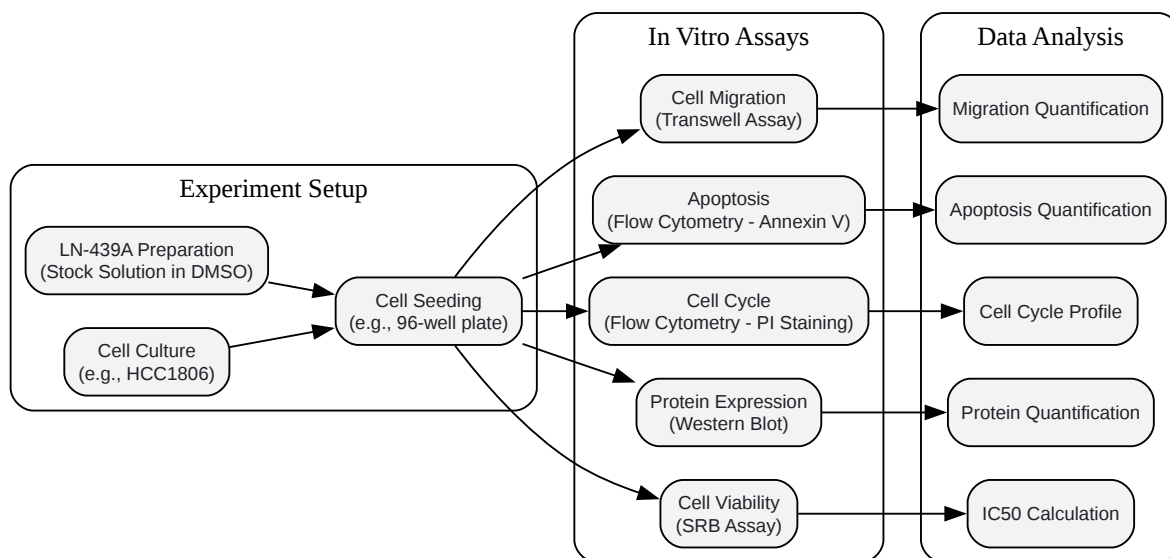 Experiment Setup
LN-439A Preparation
(Stock Solution in DMSO)
Cell Culture
(e.g., HCC1806)
Cell Seeding
(e.g., 96-well plate)
In Vitro Assays
Cell Migration
(Transwell Assay)
Apoptosis
(Flow Cytometry - Annexin V)
Cell Cycle
(Flow Cytometry - PI Staining)
Protein Expression
(Western Blot)
Cell Viability
(SRB Assay)
Data Analysis
Migration Quantification
Apoptosis Quantification
Cell Cycle Profile
Protein Quantification
IC50 Calculation